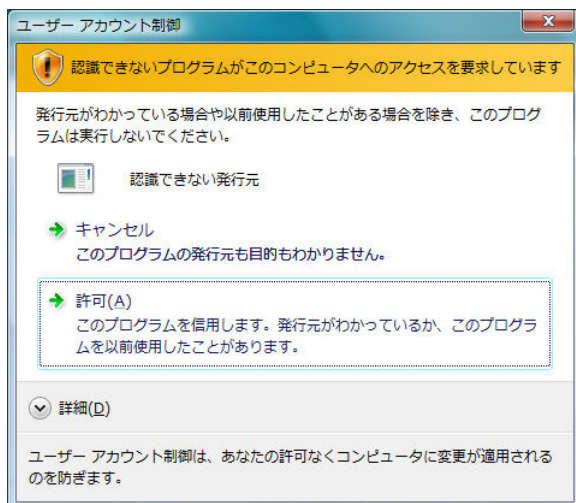 ユーザー アカウント制御
認識できないプログラムがこのコンピュータへのアクセスを要求しています
発行元がわかっている場合や以前使用したことがある場合を除き、このプログ
ラムは実行しないでください。
認識できない発行元
キャンセル
このプログラムの発行元も目的もわかりません。
許可(A)
このプログラムを信用します。発行元がわかっているか、このプログラ
ムを以前使用したことがあります。
詳細(D)
ユーザー アカウント制御は、あなたの許可なくコンピュータに変更が適用される
のを防ぎます。